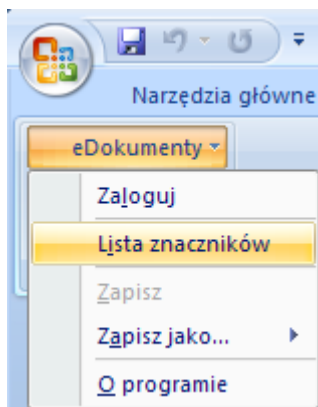 Narzędzia główne
eDokumenty
Zaloguj
Lista znaczników
Zapisz
Zapisz jako...
O programie